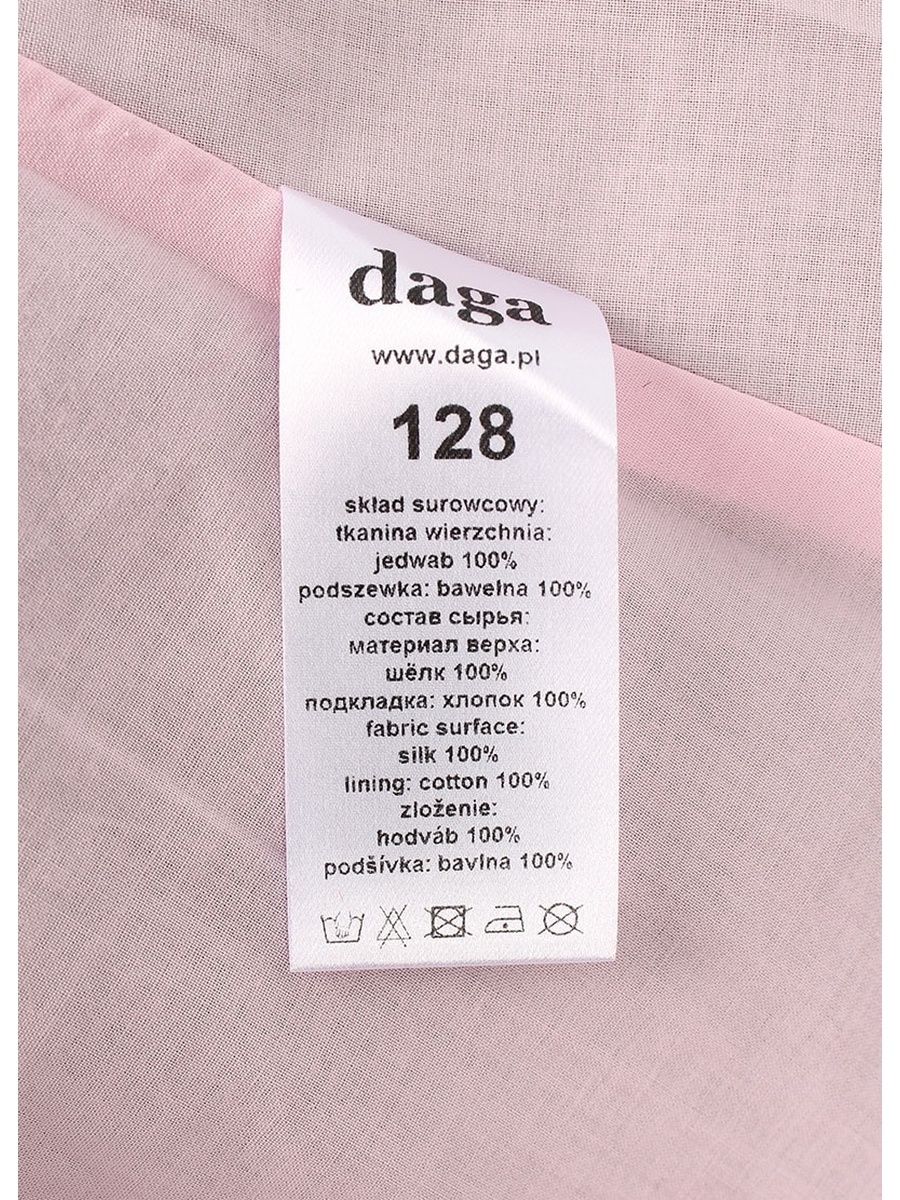 daga
www.daga.pl
128
skład surowcowy:
tkanina wierzchnia:
jedwab 100%
podszewka: bawełna 100%
состав сырья:
материал верха:
шёлк 100%
подкладка: хлопок 100%
fabric surface:
silk 100%
lining: cotton 100%
zloženie:
hodváb 100%
podšívka: bavlna 100%